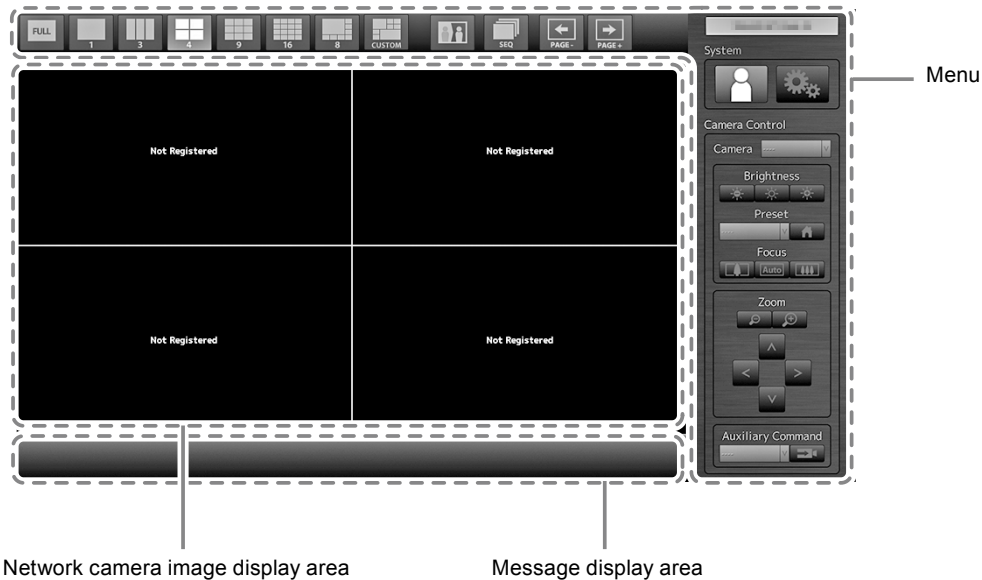 FULL
1
3
4
9
16
8
CUSTOM
SEQ
PAGE-
PAGE+
System
Menu
Camera Control
Camera ---
Brightness
Preset
---
Focus
Auto
Zoom
Auxiliary Command
---
Not Registered
Not Registered
Not Registered
Not Registered
Network camera image display area
Message display area